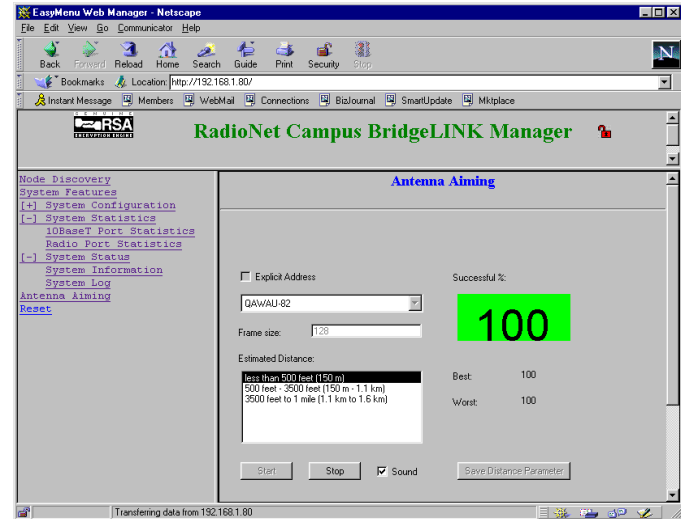 EasyMenu Web Manager - Netscape
File Edit View Go Communicator Help
Back Forward Reload Home Search Guide Print Security Stop
N
Bookmarks Location: http://192.168.1.80/
Instant Message Members WebMail Connections BizJournal SmartUpdate Mktplace
GENUINE
RSA
ENCRYPTION ENGINE
RadioNet Campus BridgeLINK Manager
Node Discovery
System Features
[+] System Configuration
[-] System Statistics
10BaseT Port Statistics
Radio Port Statistics
[-] System Status
System Information
System Log
Antenna Aiming
Reset
Antenna Aiming
Explicit Address
Successful %:
QAWAU-82
100
Frame size: 128
Estimated Distance:
less than 500 feet (150 m)
500 feet - 3500 feet (150 m - 1.1 km)
3500 feet to 1 mile (1.1 km to 1.6 km)
Best: 100
Worst: 100
Start Stop Sound Save Distance Parameter
Transferring data from 192.168.1.80